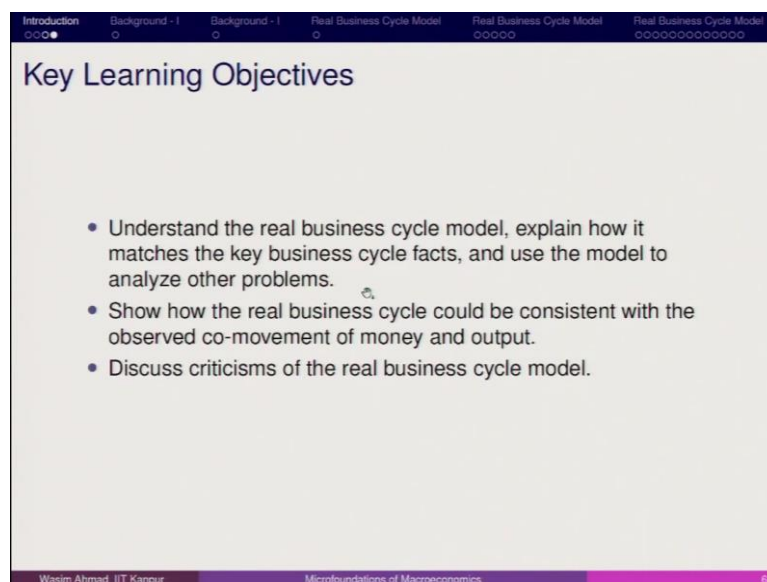 Introduction Background - I Background - I Real Business Cycle Model Real Business Cycle Model Real Business Cycle Model
Key Learning Objectives
• Understand the real business cycle model, explain how it
matches the key business cycle facts, and use the model to
analyze other problems.
• Show how the real business cycle could be consistent with the
observed co-movement of money and output.
• Discuss criticisms of the real business cycle model.
Wasim Ahmad, IIT Kanpur Microfoundations of Macroeconomics